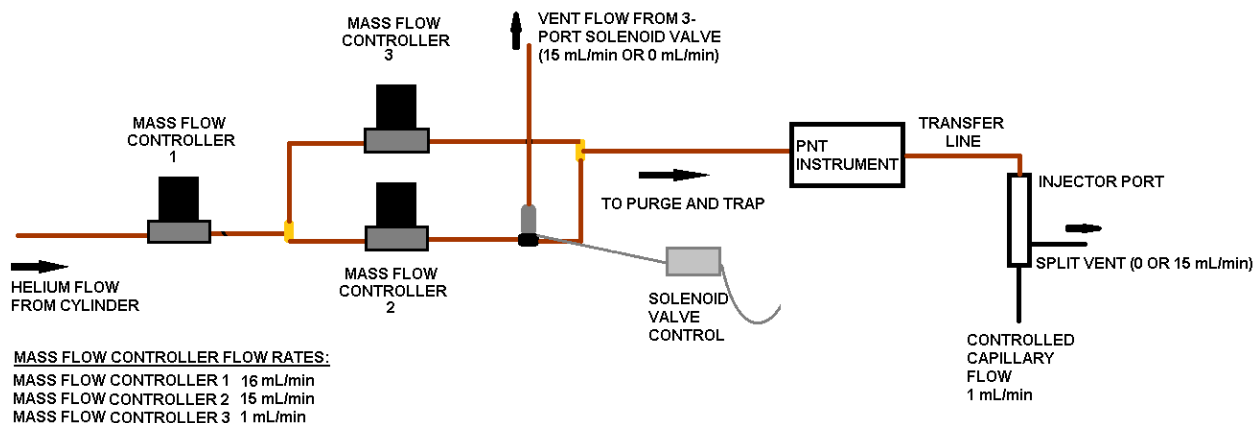 MASS FLOW
CONTROLLER
3
VENT FLOW FROM 3-
PORT SOLENOID VALVE
(15 mL/min OR 0 mL/min)
MASS FLOW
CONTROLLER
1
HELIUM FLOW
FROM CYLINDER
MASS FLOW
CONTROLLER
2
TO PURGE AND TRAP
SOLENOID
VALVE
CONTROL
PNT
INSTRUMENT
TRANSFER
LINE
INJECTOR PORT
SPLIT VENT (0 OR 15 mL/min)
CONTROLLED
CAPILLARY
FLOW
1 mL/min
MASS FLOW CONTROLLER FLOW RATES:
MASS FLOW CONTROLLER 1 16 mL/min
MASS FLOW CONTROLLER 2 15 mL/min
MASS FLOW CONTROLLER 3 1 mL/min